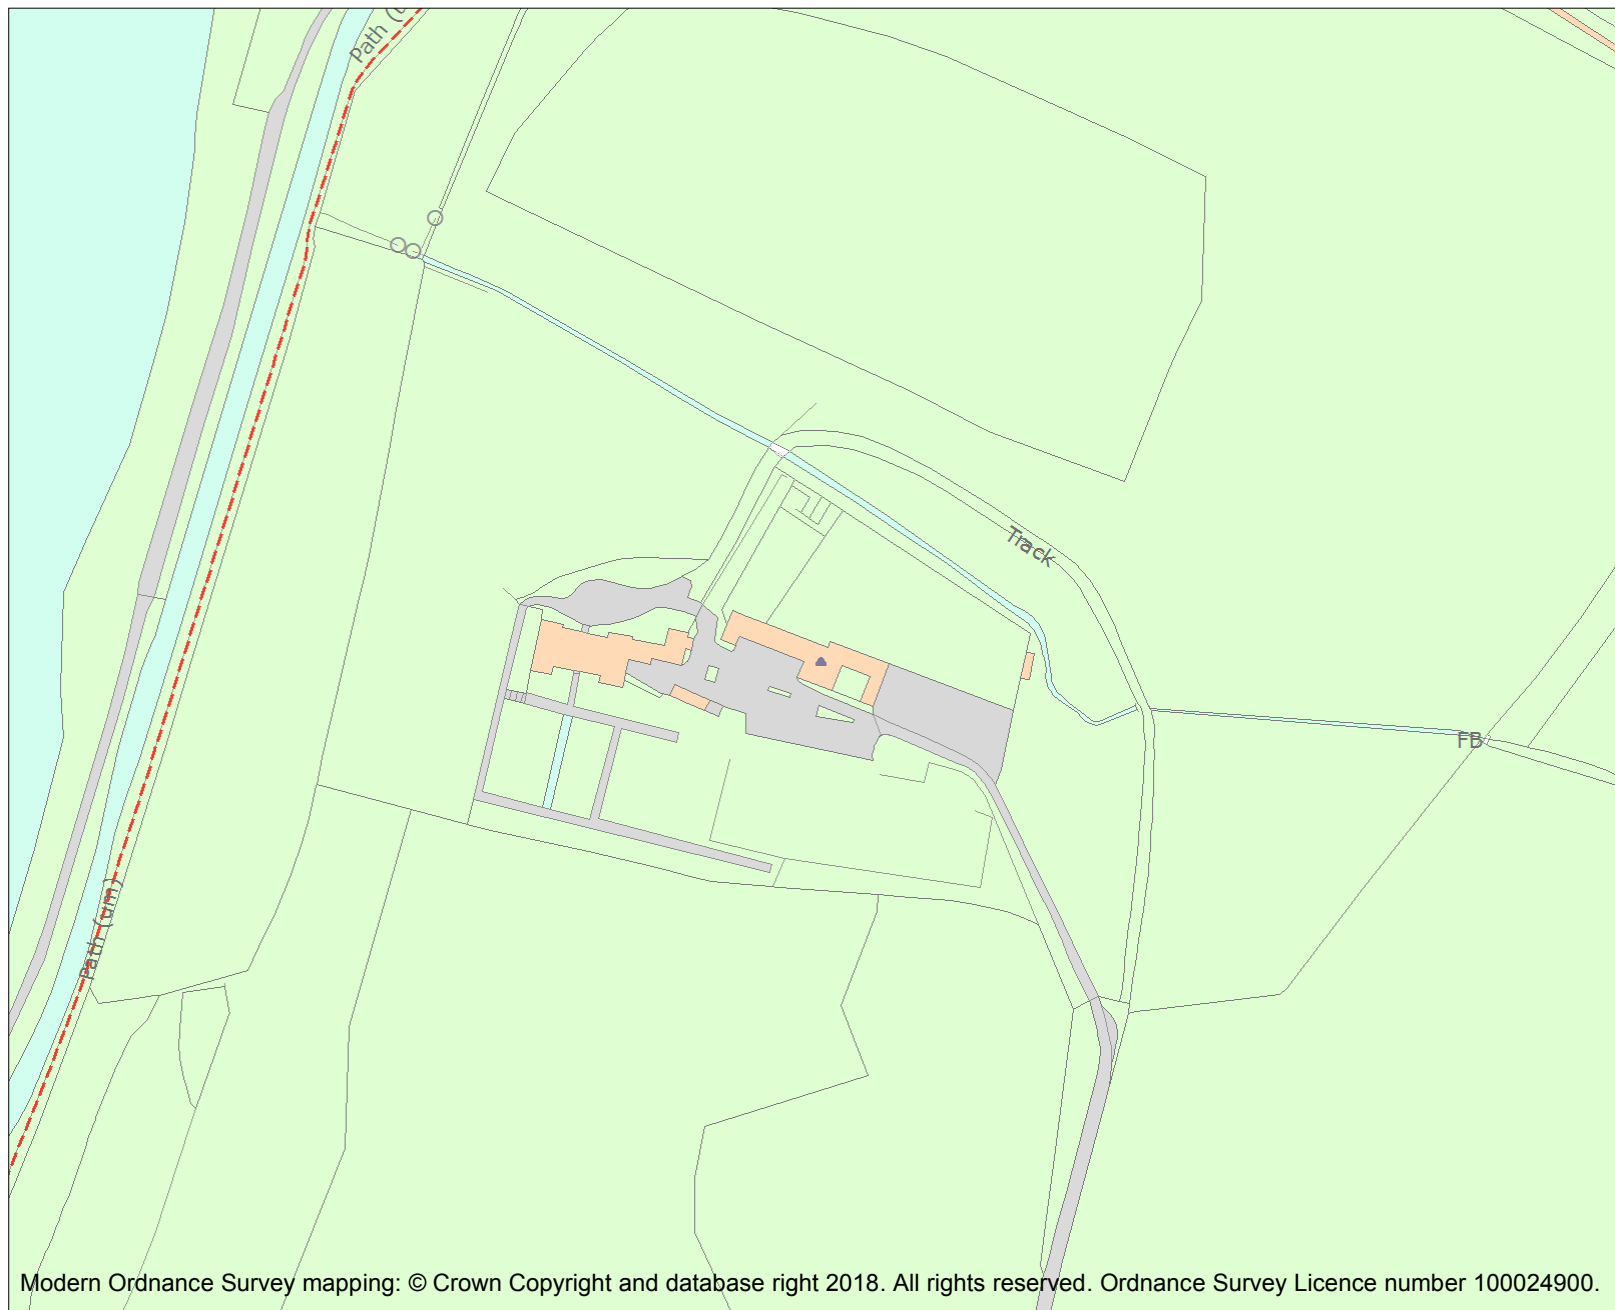 Path (u
Track
FB
Path (um)
Modern Ordnance Survey mapping: © Crown Copyright and database right 2018. All rights reserved. Ordnance Survey Licence number 100024900.